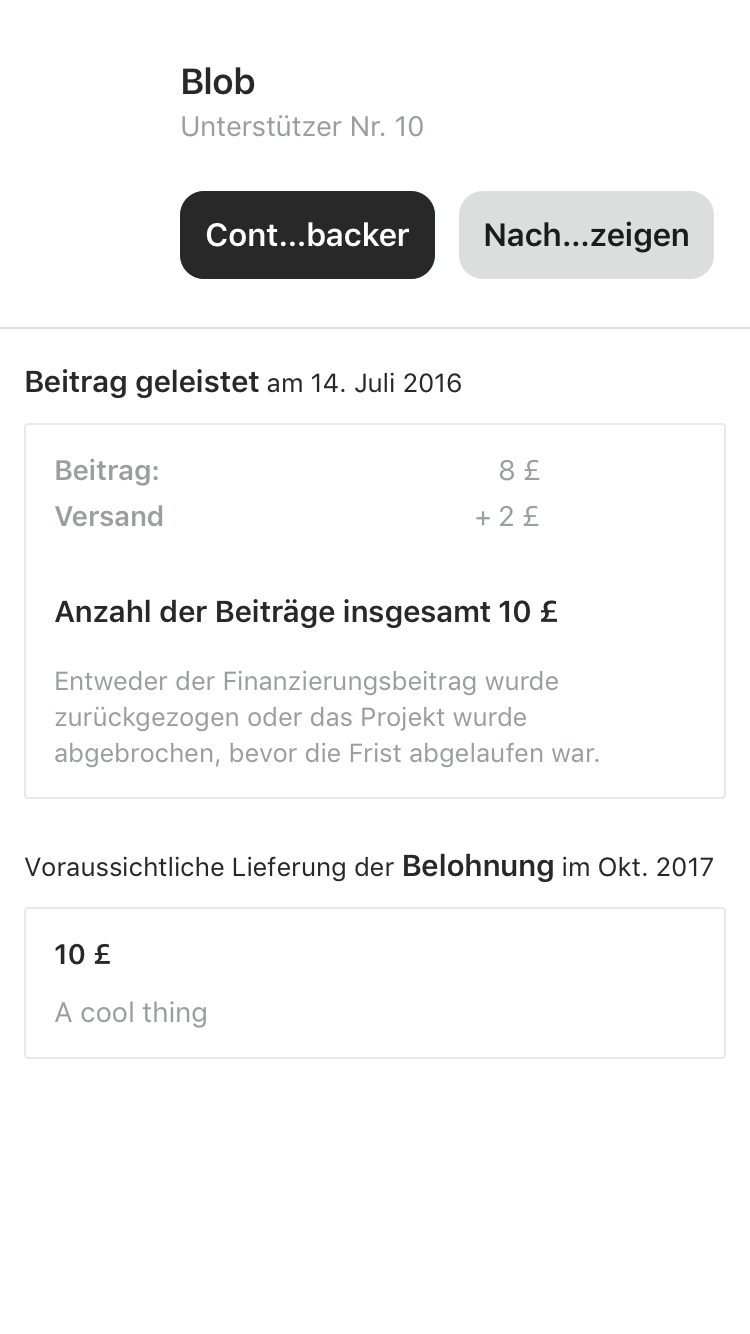 Blob
Unterstützer Nr. 10
Cont...backer
Nach...zeigen
Beitrag geleistet am 14. Juli 2016
Beitrag: 8 £
Versand + 2 £
Anzahl der Beiträge insgesamt 10 £
Entweder der Finanzierungsbeitrag wurde
zurückgezogen oder das Projekt wurde
abgebrochen, bevor die Frist abgelaufen war.
Voraussichtliche Lieferung der Belohnung im Okt. 2017
10 £
A cool thing